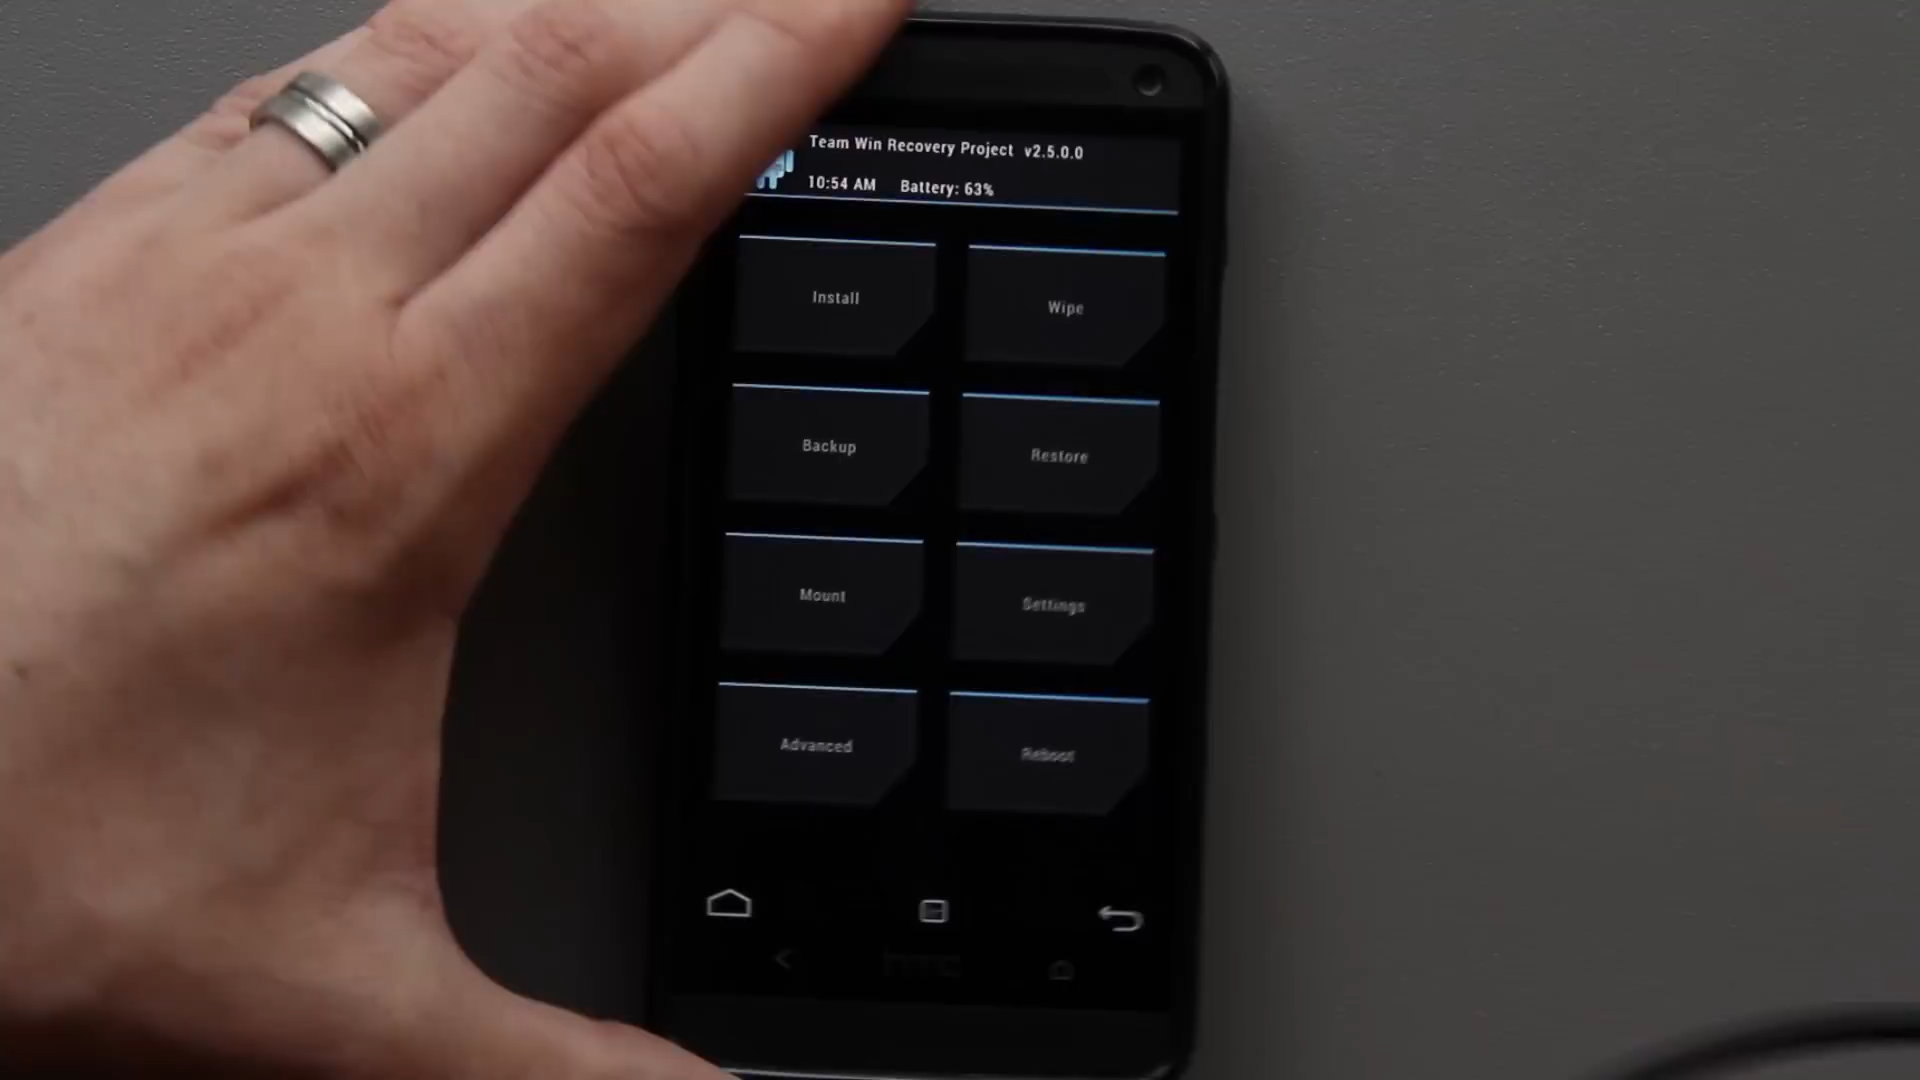 Team Win Recovery Project v2.5.0.0
10:54 AM Battery: 63%
Install
Wipe
Backup
Restore
Mount
Settings
Advanced
Reboot
hTC